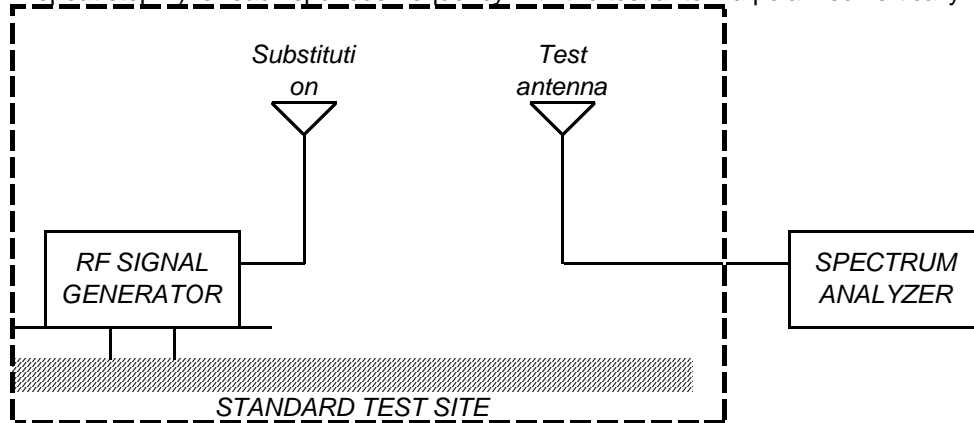 Substituti
on
Test
antenna
RF SIGNAL
GENERATOR
SPECTRUM
ANALYZER
STANDARD TEST SITE